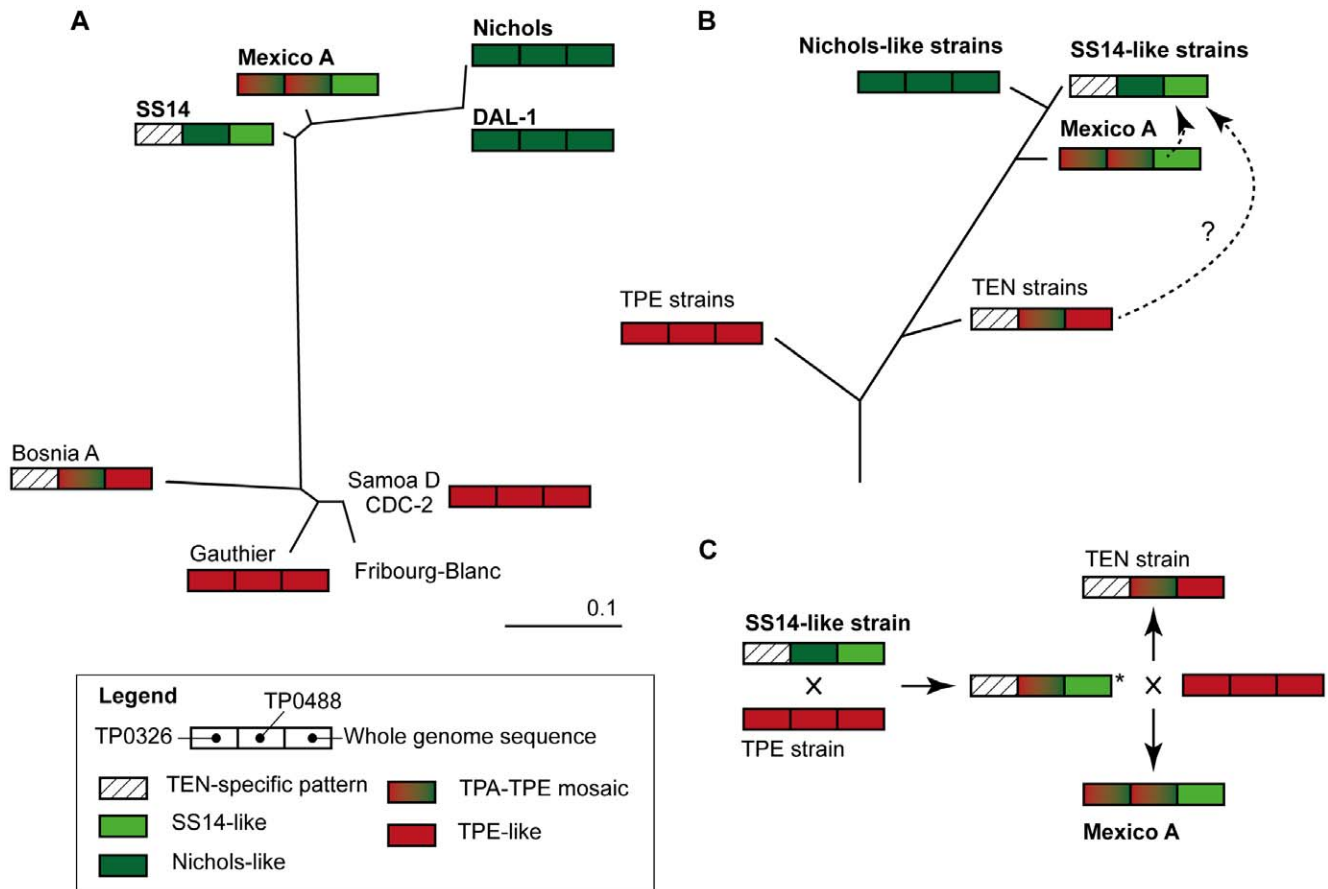 A
Nichols
Mexico A
SS14
DAL-1
Bosnia A
Samoa D
CDC-2
Gauthier
Fribourg-Blanc
0.1
Legend
TP0488
TP0326
Whole genome sequence
TEN-specific pattern
TPA-TPE mosaic
SS14-like
TPE-like
Nichols-like
B
Nichols-like strains
SS14-like strains
Mexico A
?
TPE strains
TEN strains
C
TEN strain
SS14-like strain
*
X
X
TPE strain
Mexico A